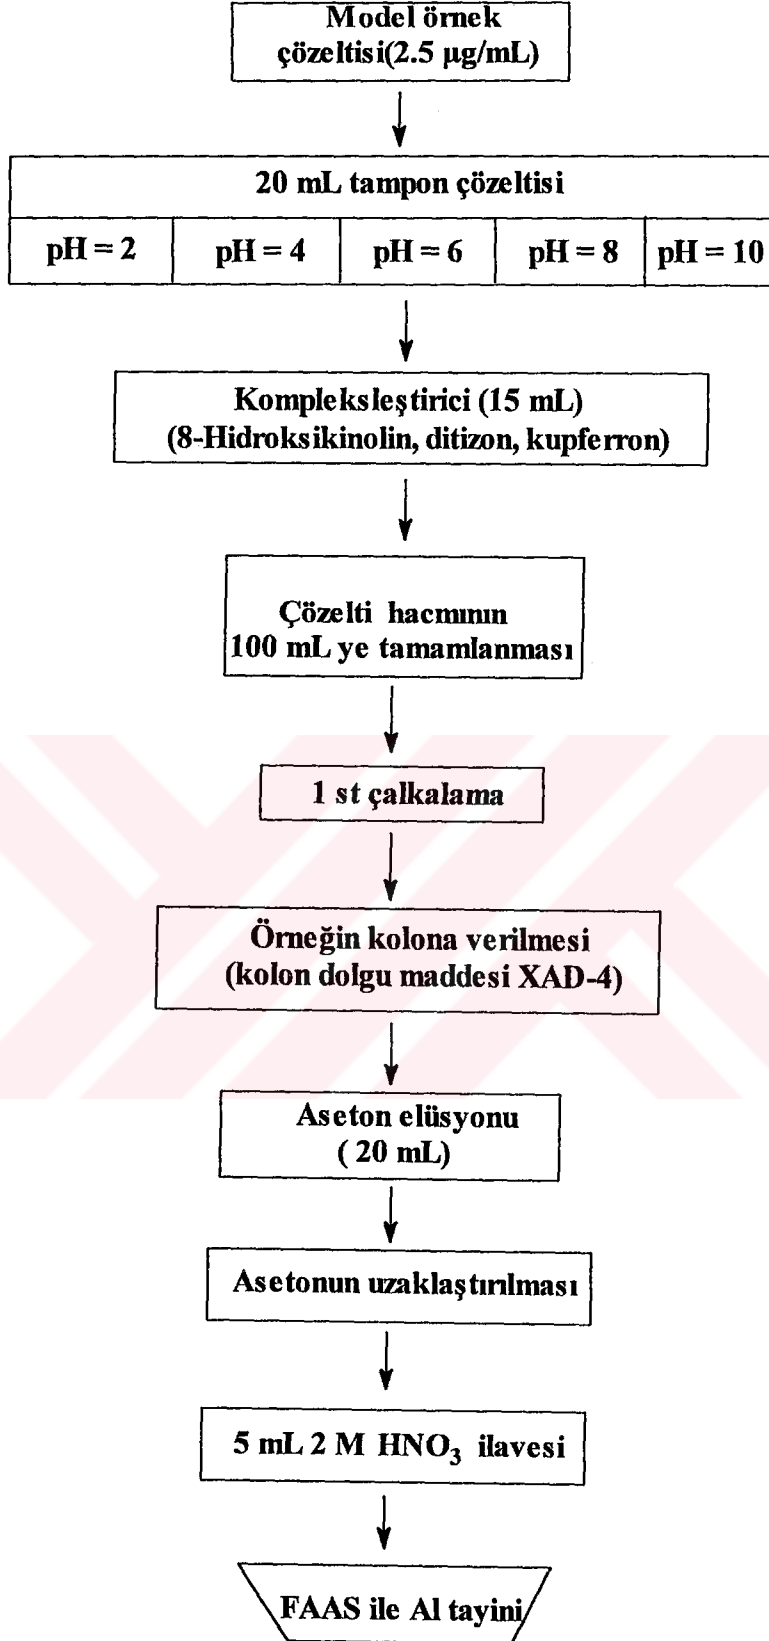 Model örnek
çözeltisi(2.5 µg/mL)
20 mL tampon çözeltisi
pH = 2 pH = 4 pH = 6 pH = 8 pH = 10
Kompleksleştirici (15 mL)
(8-Hidroksikinolin, ditizon, kupferron)
Çözelti hacmının
100 mL ye tamamlanması
1 st çalkalama
Örneğin kolona verilmesi
(kolon dolgu maddesi XAD-4)
Aseton elüsyonu
( 20 mL)
Asetonun uzaklaştırılması
5 mL 2 M HNO₃ ilavesi
FAAS ile Al tayini